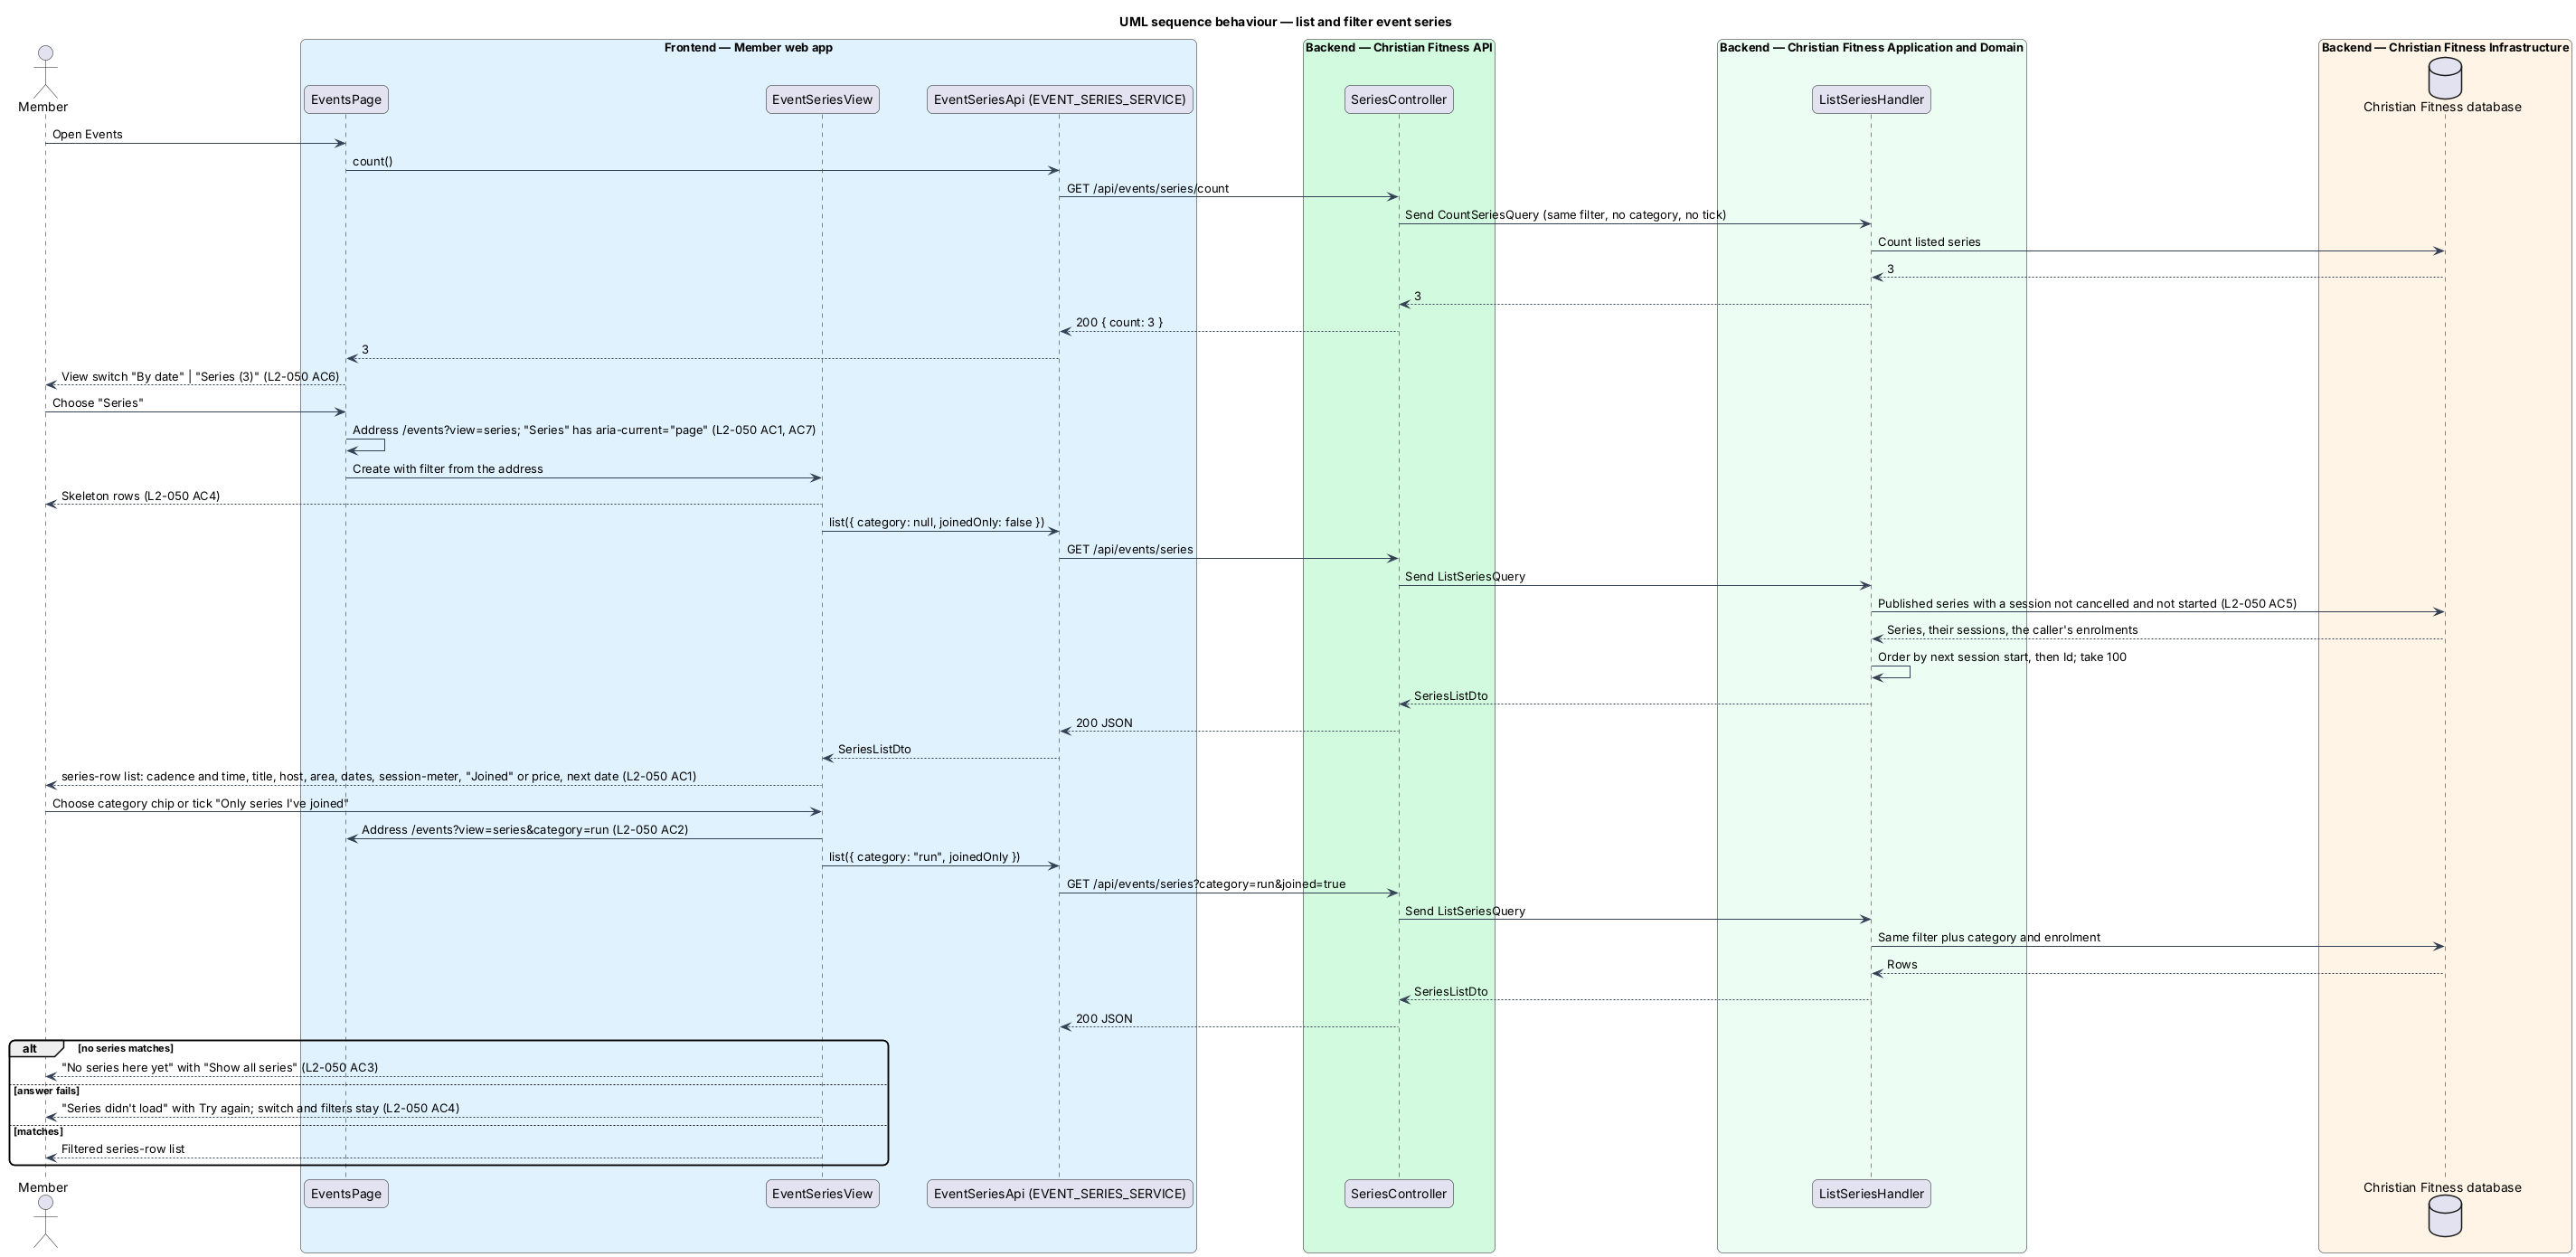 UML sequence behaviour — list and filter event series
Frontend — Member web app
Backend — Christian Fitness API
Backend — Christian Fitness Application and Domain
Backend — Christian Fitness Infrastructure
Member
EventsPage
EventSeriesView
EventSeriesApi (EVENT_SERIES_SERVICE)
SeriesController
ListSeriesHandler
Christian Fitness database
Open Events
count()
GET /api/events/series/count
Send CountSeriesQuery (same filter, no category, no tick)
Count listed series
3
3
200 { count: 3 }
3
View switch "By date" | "Series (3)" (L2-050 AC6)
Choose "Series"
Address /events?view=series; "Series" has aria-current="page" (L2-050 AC1, AC7)
Create with filter from the address
Skeleton rows (L2-050 AC4)
list({ category: null, joinedOnly: false })
GET /api/events/series
Send ListSeriesQuery
Published series with a session not cancelled and not started (L2-050 AC5)
Series, their sessions, the caller's enrolments
Order by next session start, then Id; take 100
SeriesListDto
200 JSON
SeriesListDto
series-row list: cadence and time, title, host, area, dates, session-meter, "Joined" or price, next date (L2-050 AC1)
Choose category chip or tick "Only series I've joined"
Address /events?view=series&category=run (L2-050 AC2)
list({ category: "run", joinedOnly })
GET /api/events/series?category=run&joined=true
Send ListSeriesQuery
Same filter plus category and enrolment
Rows
SeriesListDto
200 JSON
alt [no series matches]
"No series here yet" with "Show all series" (L2-050 AC3)
[answer fails]
"Series didn't load" with Try again; switch and filters stay (L2-050 AC4)
[matches]
Filtered series-row list
Member
EventsPage
EventSeriesView
EventSeriesApi (EVENT_SERIES_SERVICE)
SeriesController
ListSeriesHandler
Christian Fitness database